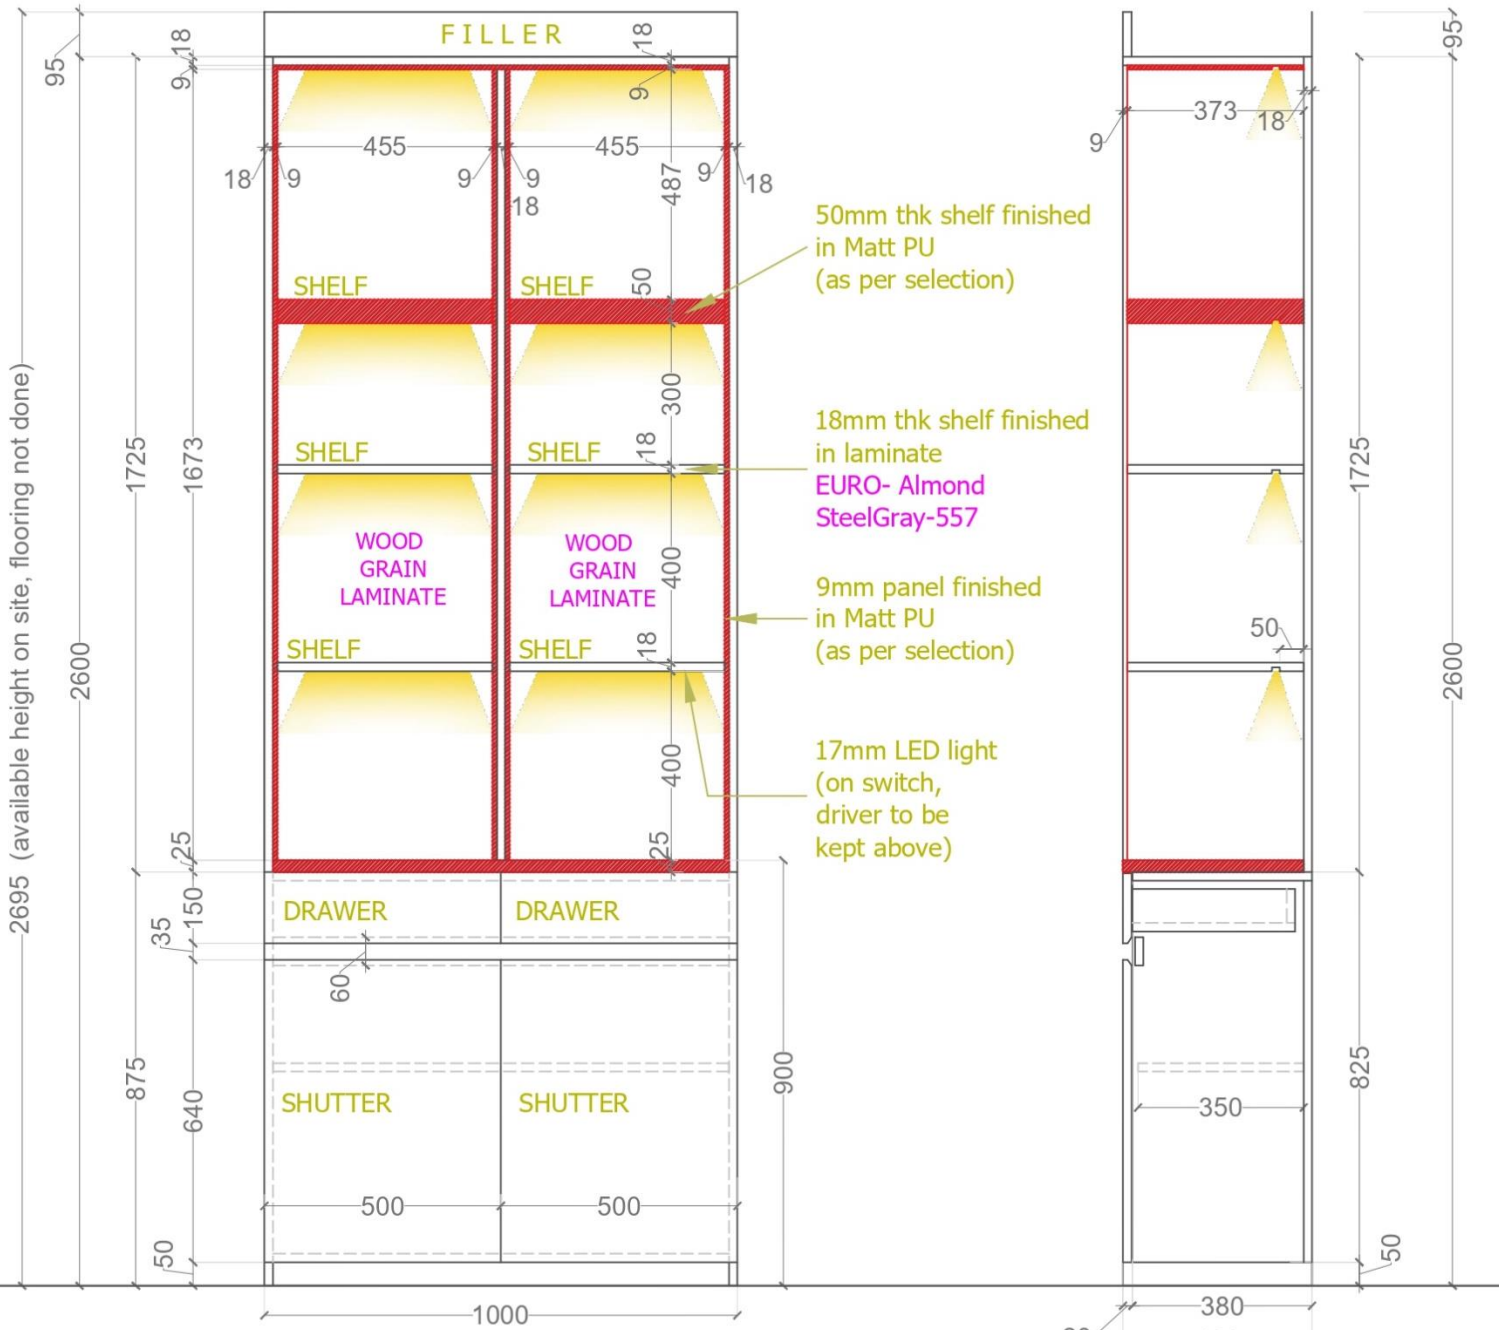 FILLER
95
18
9
18
9
95
455
455
487
18
9
9
9
18
9
18
373
18
9
50mm thk shelf finished
in Matt PU
(as per selection)
SHELF
SHELF
50
300
18mm thk shelf finished
in laminate
EURO- Almond
SteelGray-557
SHELF
SHELF
18
1725
1673
1725
WOOD
GRAIN
LAMINATE
WOOD
GRAIN
LAMINATE
400
9mm panel finished
in Matt PU
(as per selection)
SHELF
SHELF
18
50
2695 (available height on site, flooring not done)
2600
2600
17mm LED light
(on switch,
driver to be
kept above)
400
25
25
150
35
DRAWER
DRAWER
60
875
640
900
825
SHUTTER
SHUTTER
350
500
500
50
50
1000
380